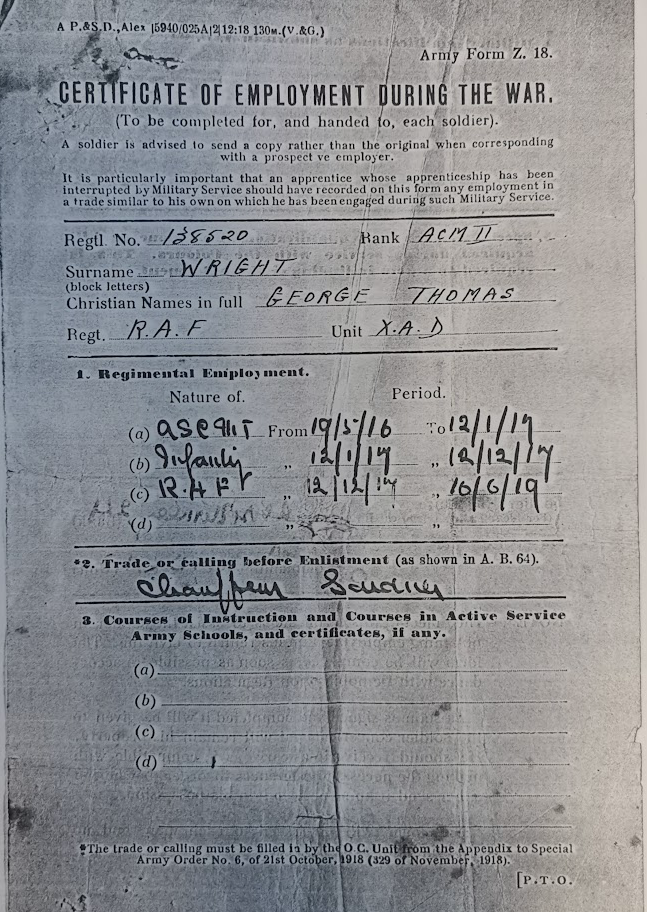 A P.&S.D., Alex |5940/025A|2|12:18 130M.(V.&G.)
Army Form Z. 18.
CERTIFICATE OF EMPLOYMENT DURING THE WAR.
(To be completed for, and handed to, each soldier).
A soldier is advised to send a copy rather than the original when corresponding
with a prospect ve employer.
It is particularly important that an apprentice whose apprenticeship has been
interrupted by Military Service should have recorded on this form any employment in
a trade similar to his own on which he has been engaged during such Military Service.
Regtl. No. 138520 Rank ACM II
Surname WRIGHT
(block letters)
Christian Names in full GEORGE THOMAS
Regt. R.A.F Unit X.A.D
1. Regimental Employment.
Nature of. Period.
(a) ASC MT From 19/5/16 To 12/1/17
(b) Infantry „ 12/1/17 „ 12/12/17
(c) R.A.F „ 12/12/17 „ 16/6/19
(d) „ „
*2. Trade or calling before Enlistment (as shown in A. B. 64).
Chauffeur
3. Courses of Instruction and Courses in Active Service
Army Schools, and certificates, if any.
(a)
(b)
(c)
(d)
*The trade or calling must be filled in by the O.C. Unit from the Appendix to Special
Army Order No. 6, of 21st October, 1918 (329 of November, 1918).
[P.T.O.